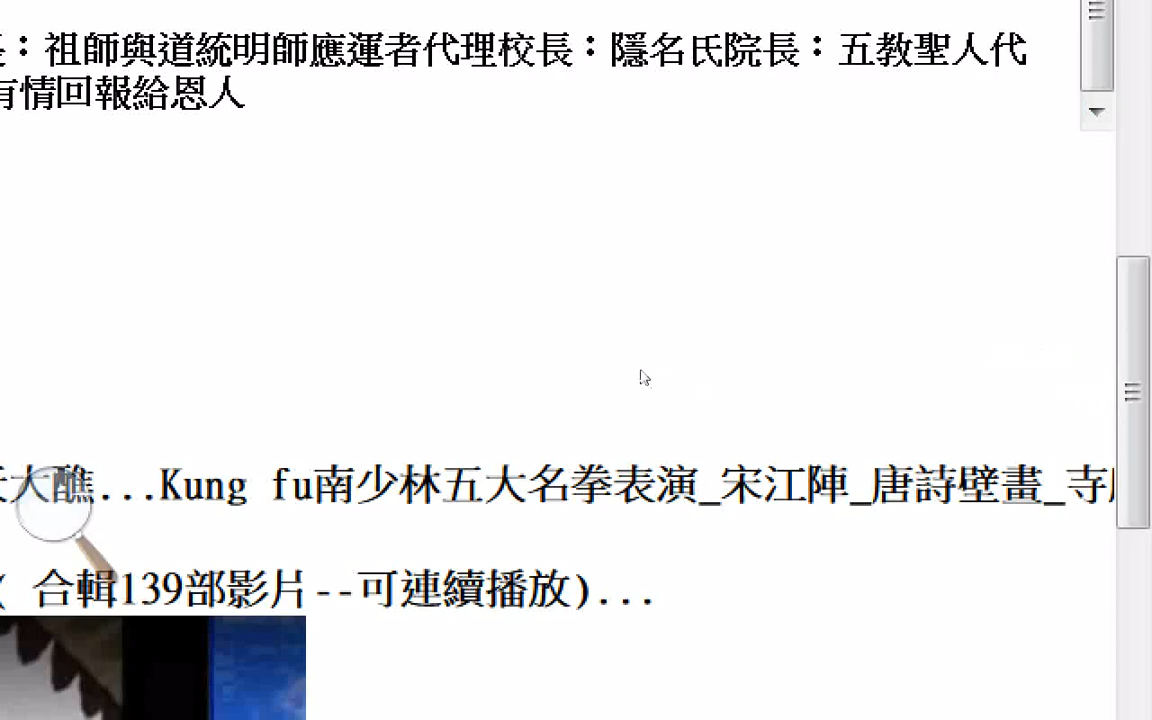 ：祖師與道統明師應運者代理校長：隱名氏院長：五教聖人代
有情回報給恩人
大醮...Kung fu南少林五大名拳表演_宋江陣_唐詩壁畫_寺
( 合輯139部影片--可連續播放)...